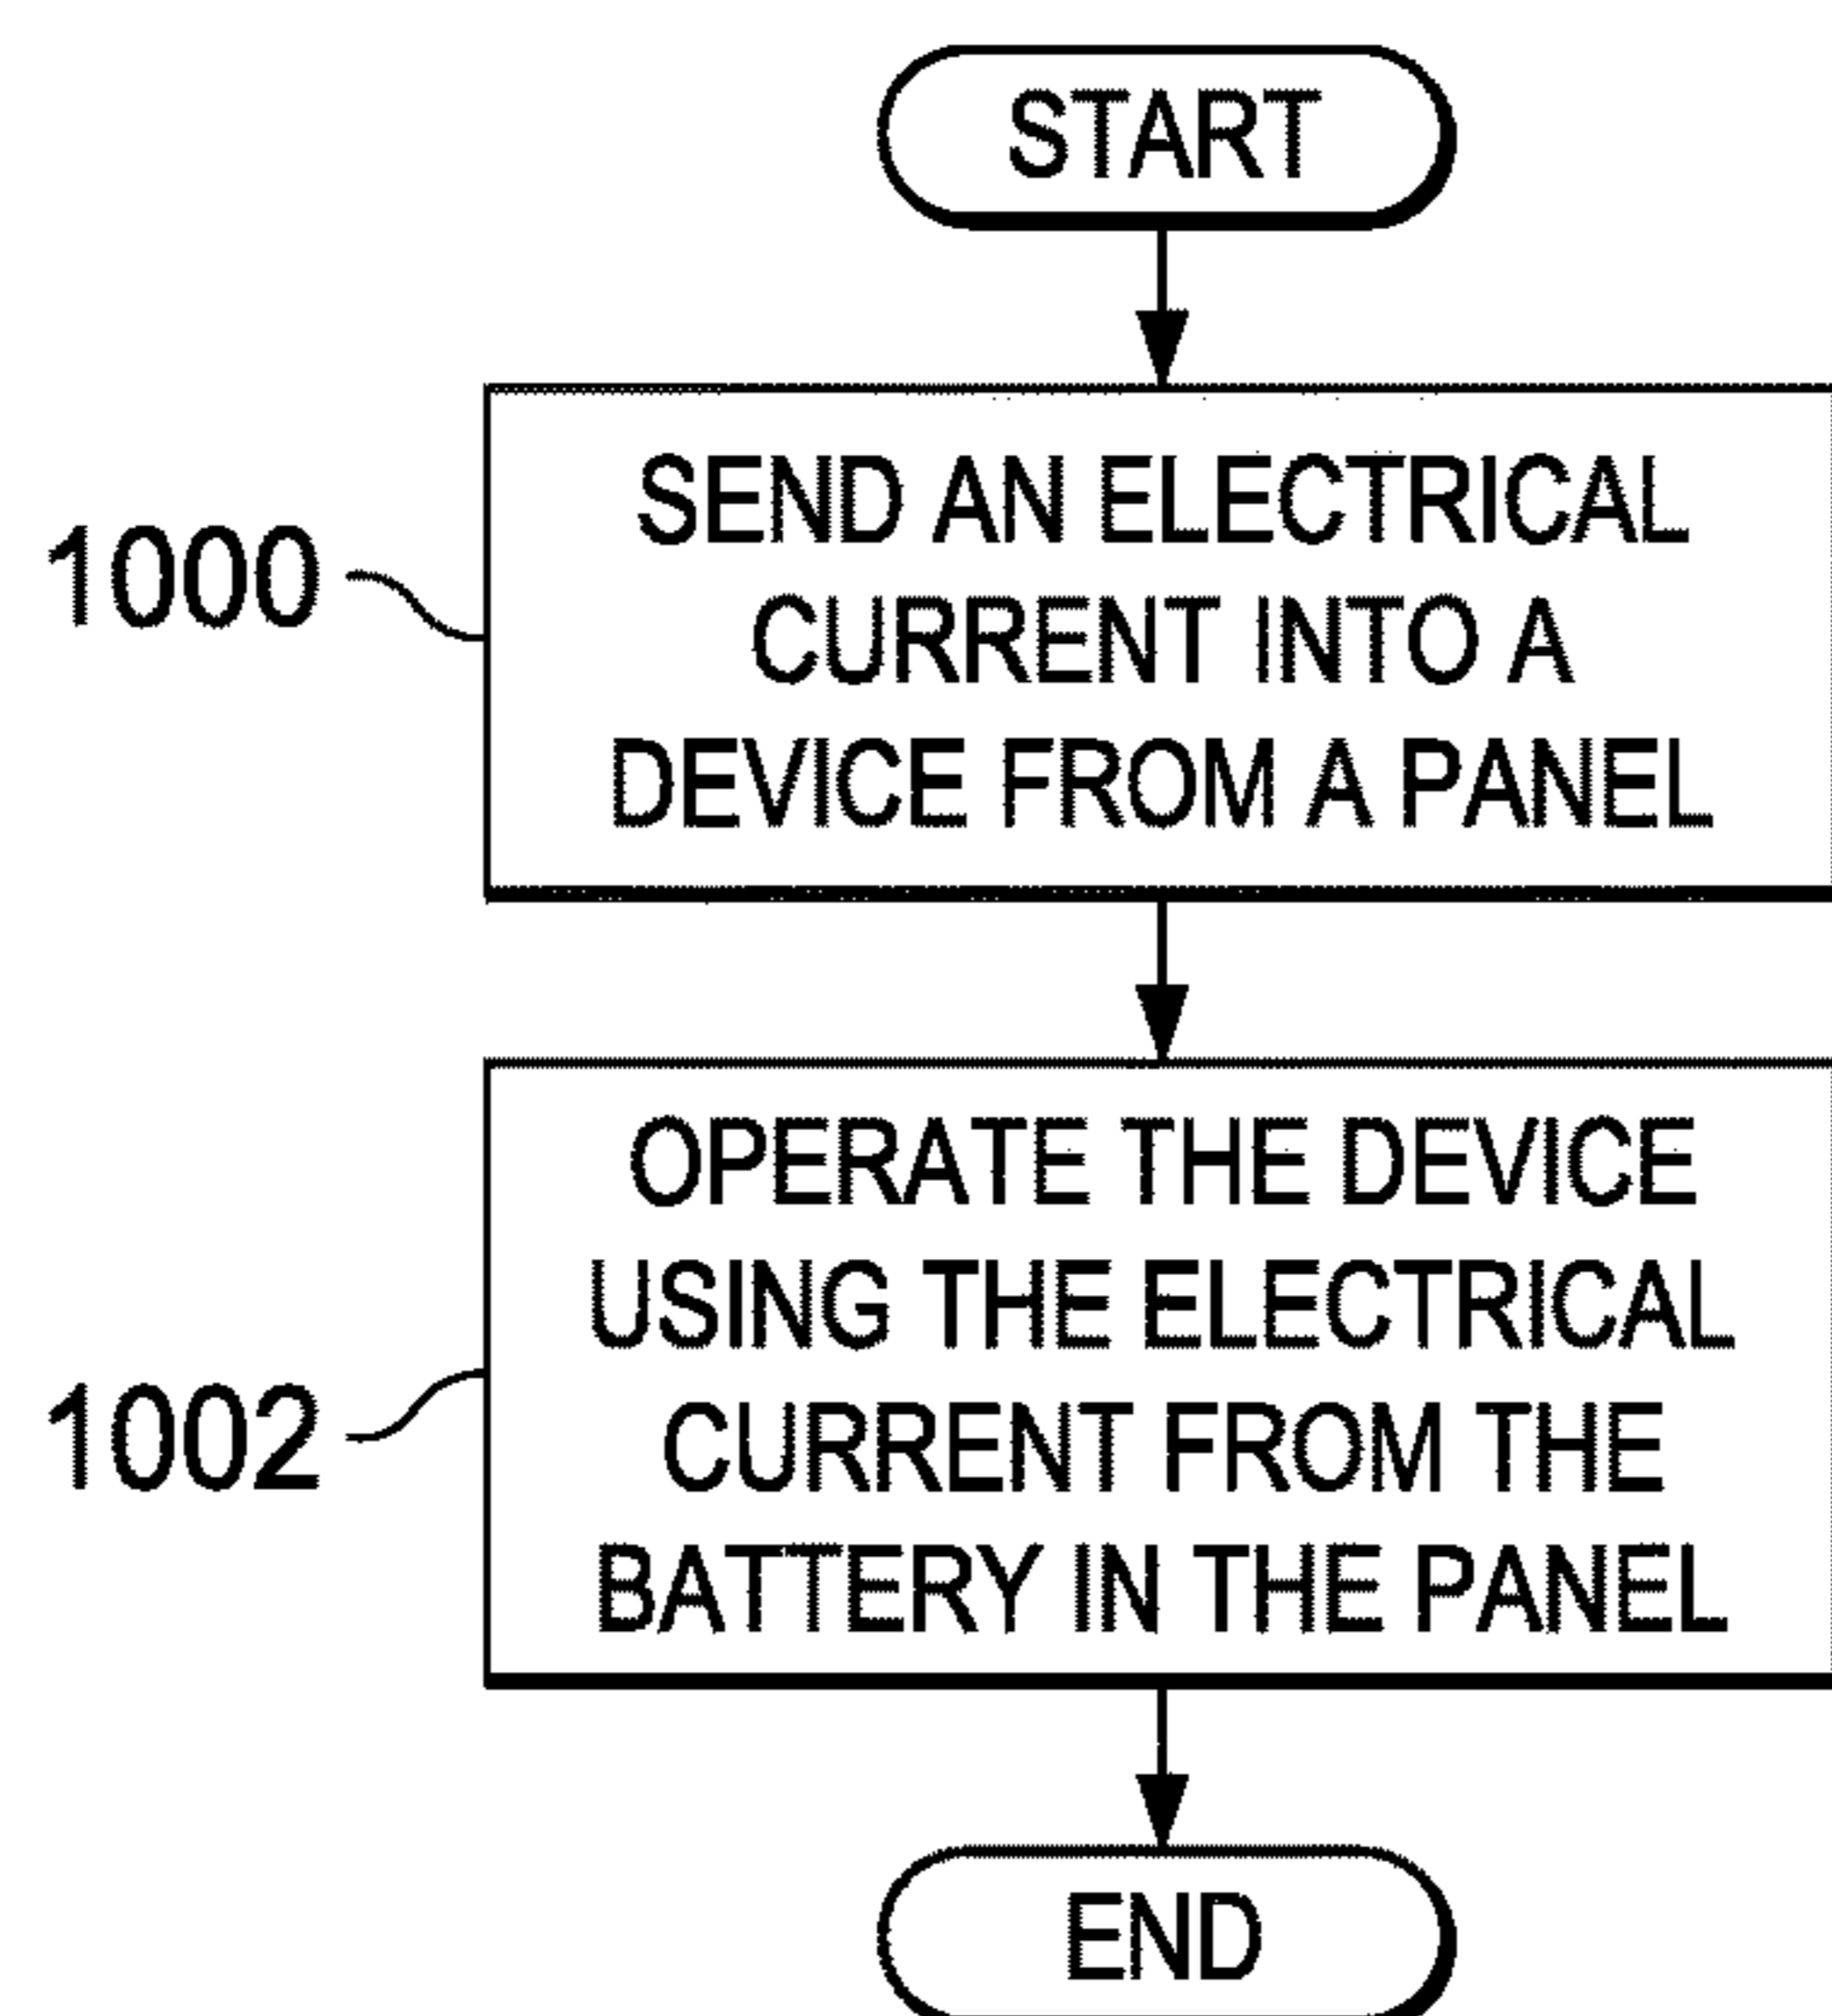 START
1000
SEND AN ELECTRICAL
CURRENT INTO A
DEVICE FROM A PANEL
1002
OPERATE THE DEVICE
USING THE ELECTRICAL
CURRENT FROM THE
BATTERY IN THE PANEL
END